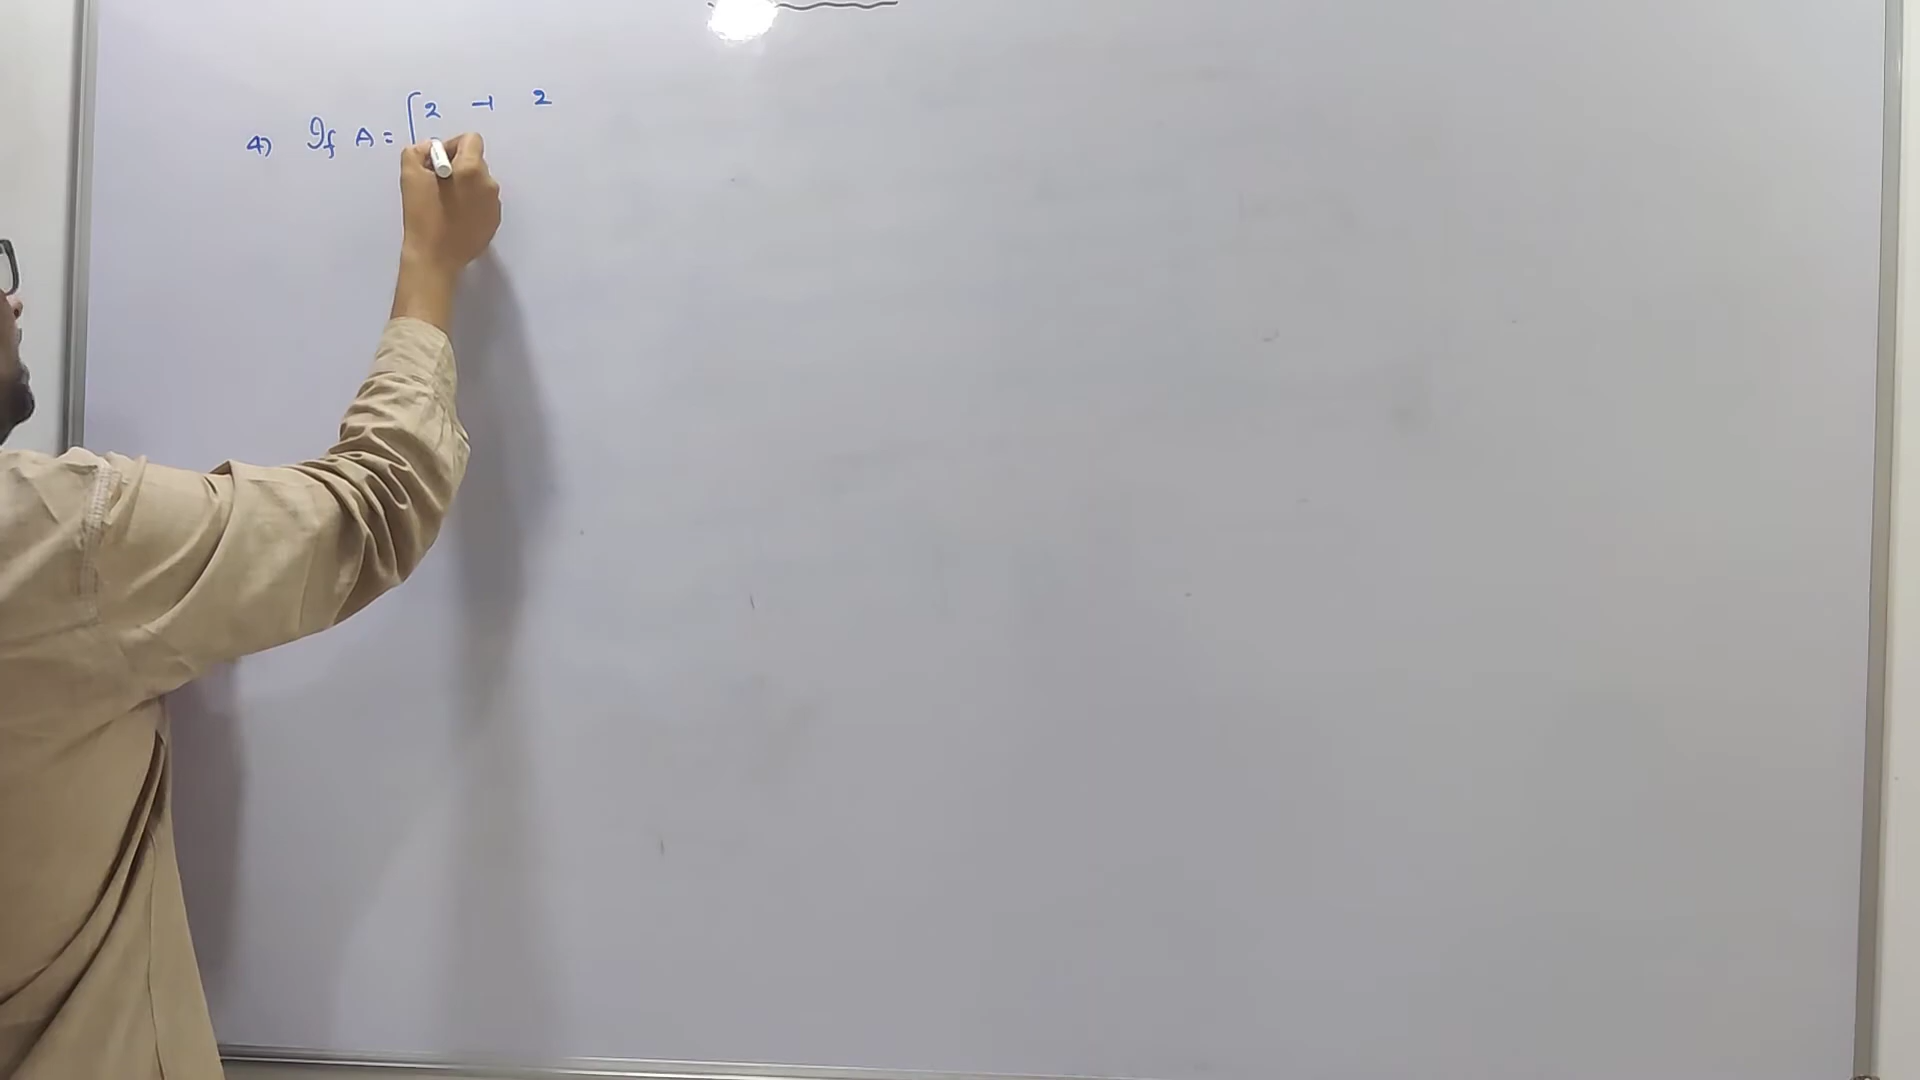 4) If A = [ 2 -1 2